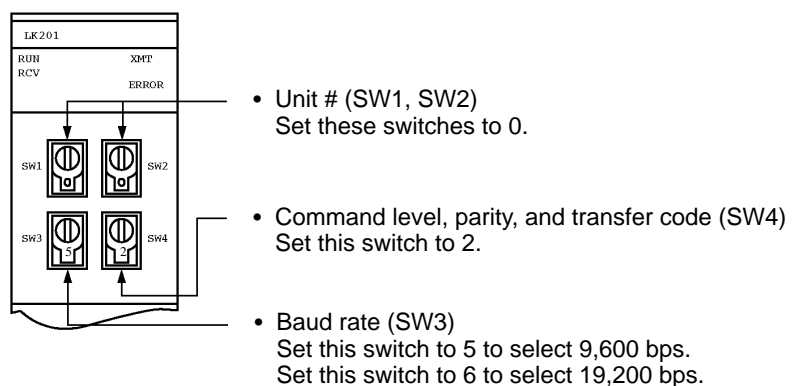 LK201
RUN XMT
RCV
ERROR
• Unit # (SW1, SW2)
Set these switches to 0.
SW1 0 0 SW2
• Command level, parity, and transfer code (SW4)
Set this switch to 2.
SW3 5 2 SW4
• Baud rate (SW3)
Set this switch to 5 to select 9,600 bps.
Set this switch to 6 to select 19,200 bps.